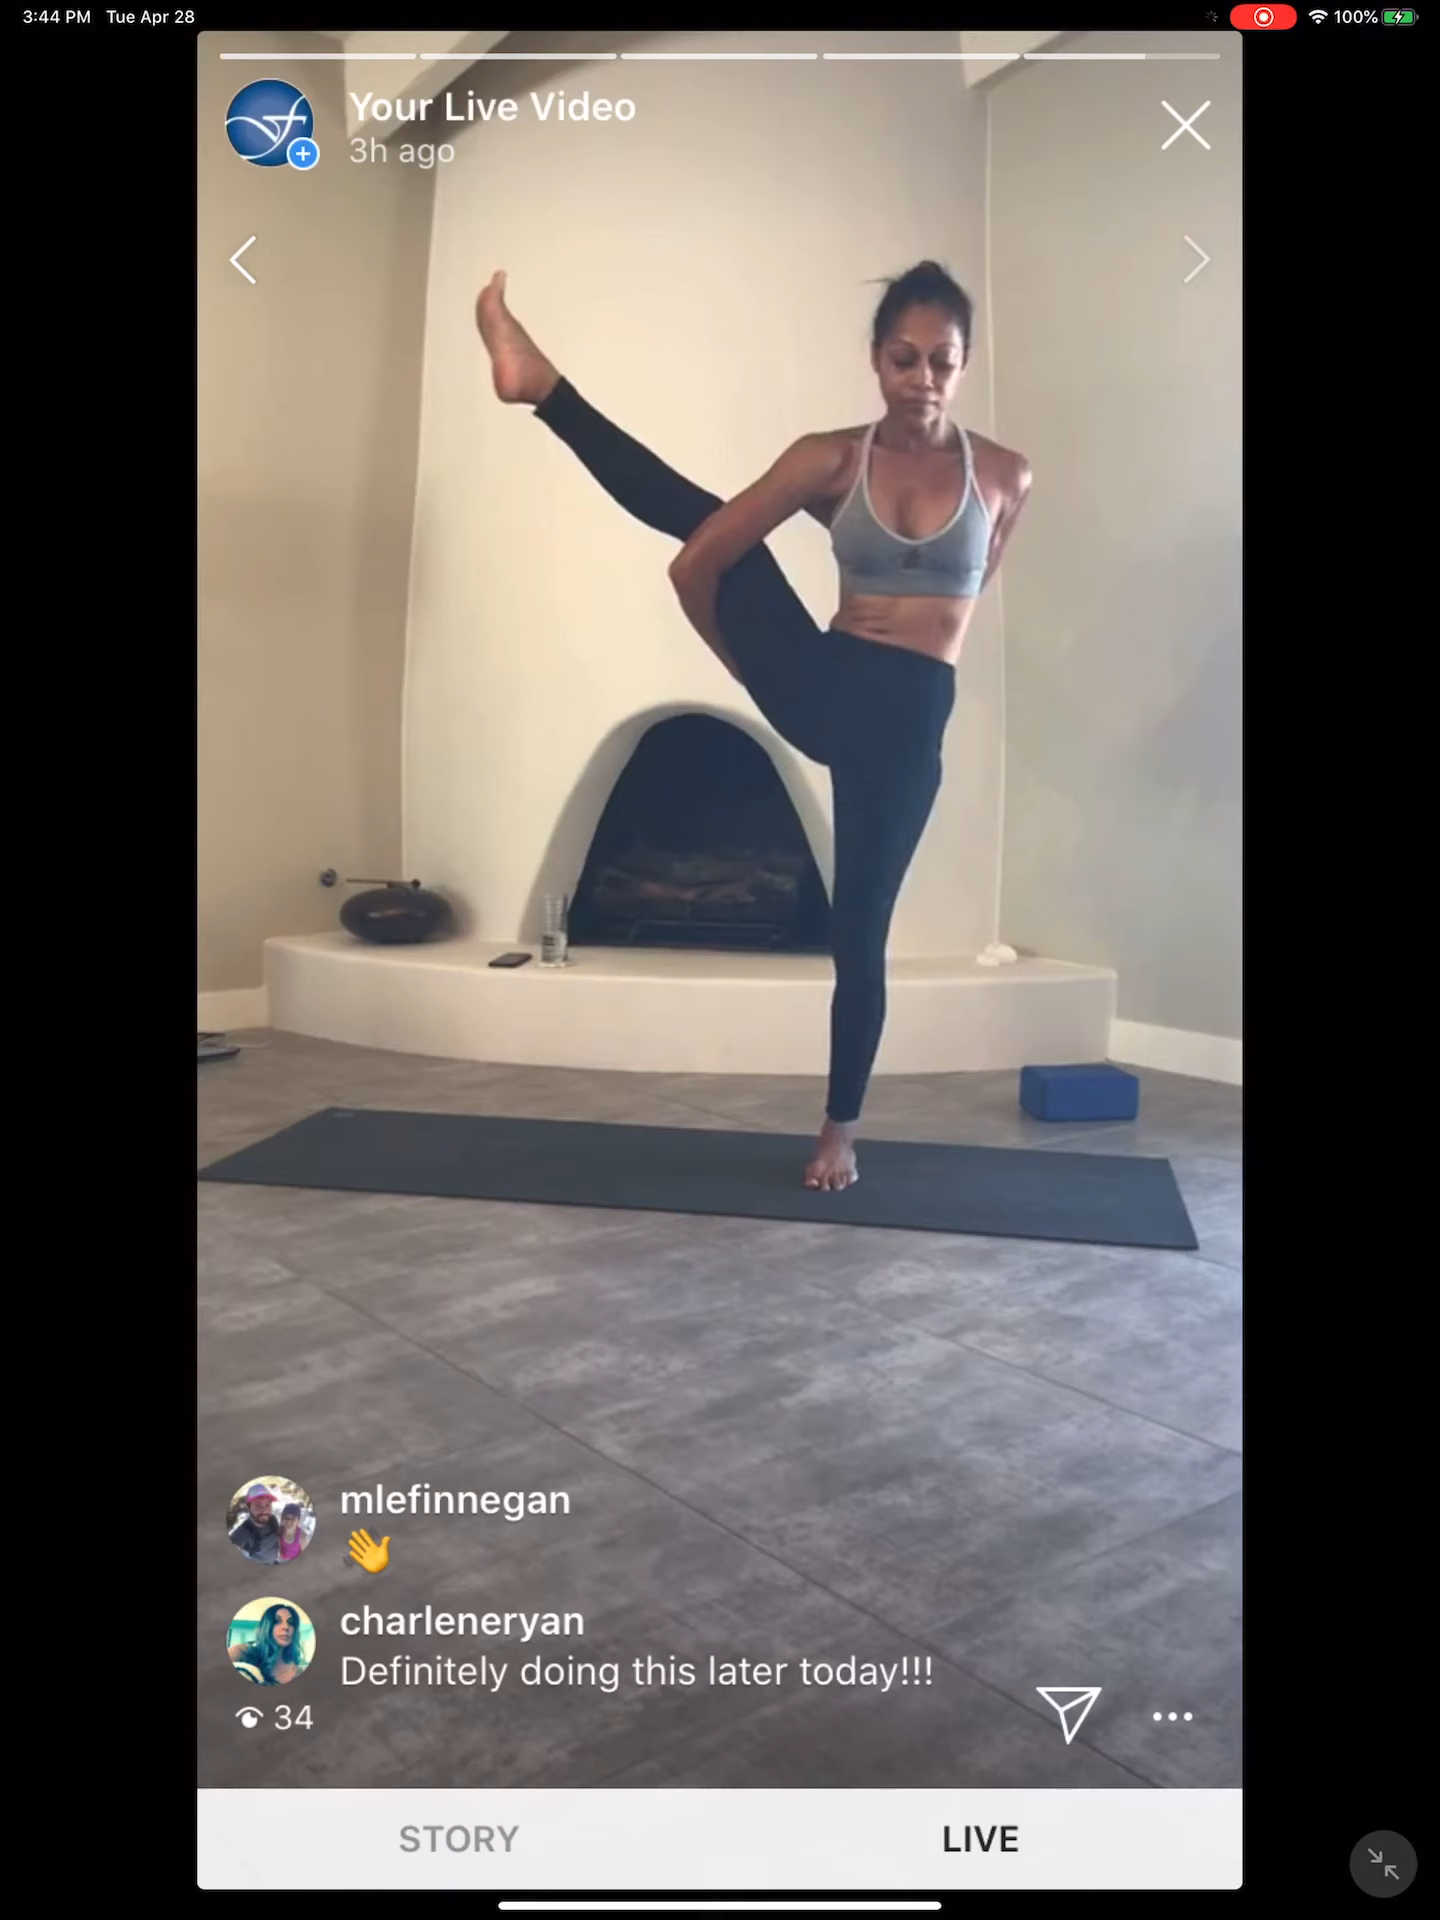 3:44 PM Tue Apr 28
100%
Your Live Video
3h ago
mlefinnegan
👋
charleneryan
Definitely doing this later today!!!
34
STORY
LIVE